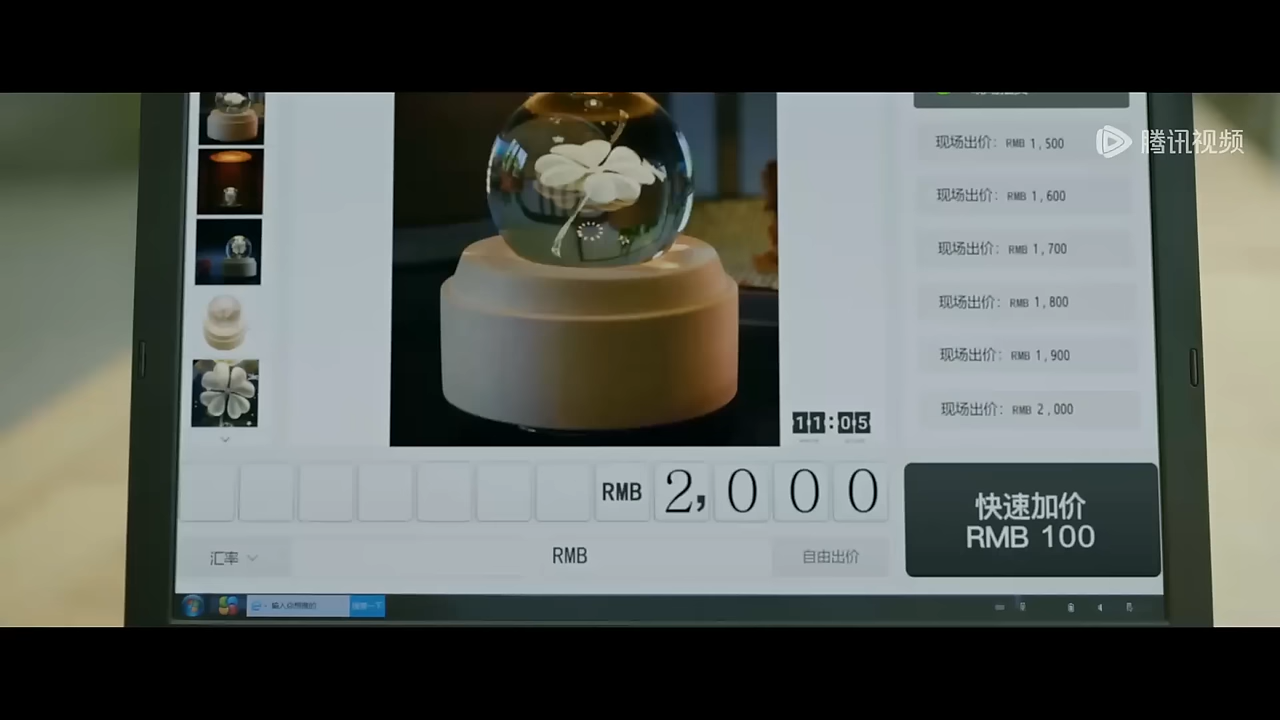 现场出价: RMB 1,500
腾讯视频
现场出价: RMB 1,600
现场出价: RMB 1,700
现场出价: RMB 1,800
现场出价: RMB 1,900
现场出价: RMB 2,000
11:05
RMB 2,000
快速加价
RMB 100
汇率
RMB
自由出价